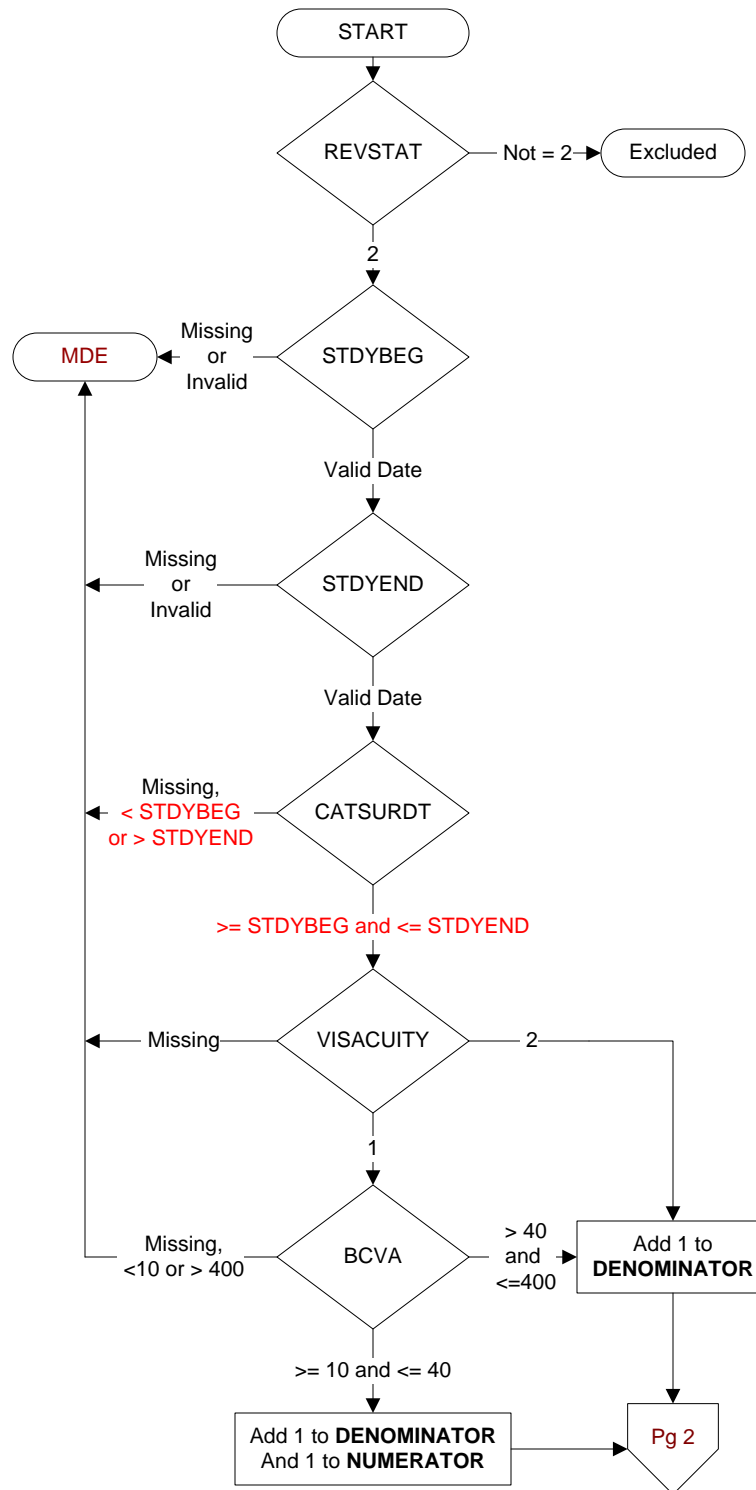 START
REVSTAT
Not = 2
Excluded
2
MDE
Missing
or
Invalid
STDYBEG
Valid Date
Missing
or
Invalid
STDYEND
Valid Date
Missing,
< STDYBEG
or > STDYEND
CATSURDT
>= STDYBEG and <= STDYEND
Missing
VISACUITY
2
1
Missing,
<10 or > 400
BCVA
> 40
and
<=400
Add 1 to
DENOMINATOR
>= 10 and <= 40
Add 1 to DENOMINATOR
And 1 to NUMERATOR
Pg 2